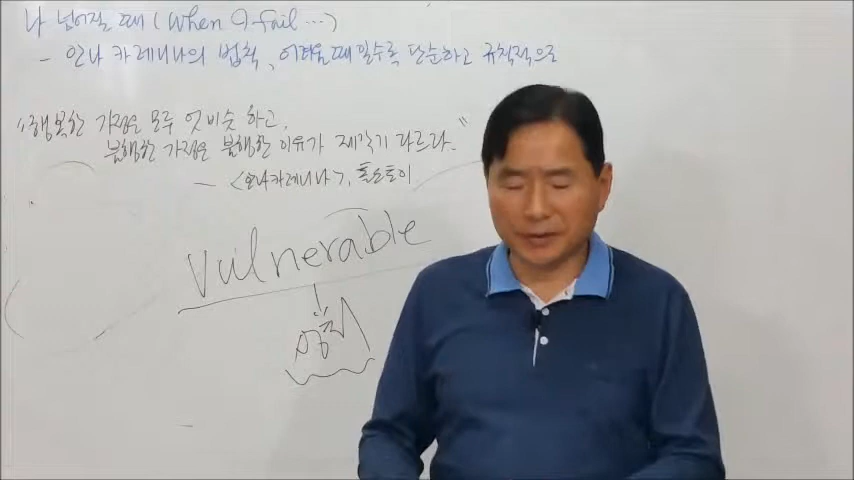 나 넘어질 때 (When I fail …)
- 안나 카레니나의 법칙, 어려울 때 일수록 단순하고 규칙적으로
"행복한 가정은 모두 엇비슷 하고,
불행한 가정은 불행한 이유가 제각기 다르다."
- <안나카레니나>, 톨스토이
Vulnerable